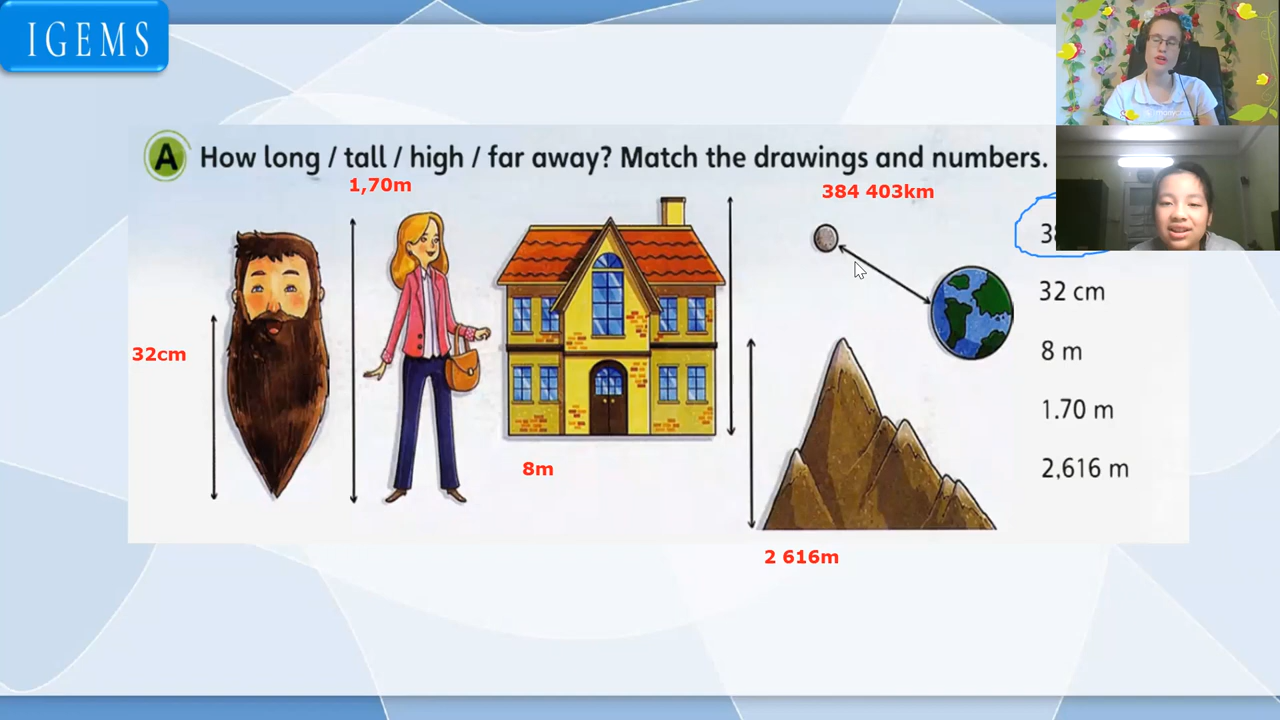 IGEMS
A How long / tall / high / far away? Match the drawings and numbers.
1,70m
384 403km
32cm
8m
2 616m
32 cm
8 m
1.70 m
2,616 m